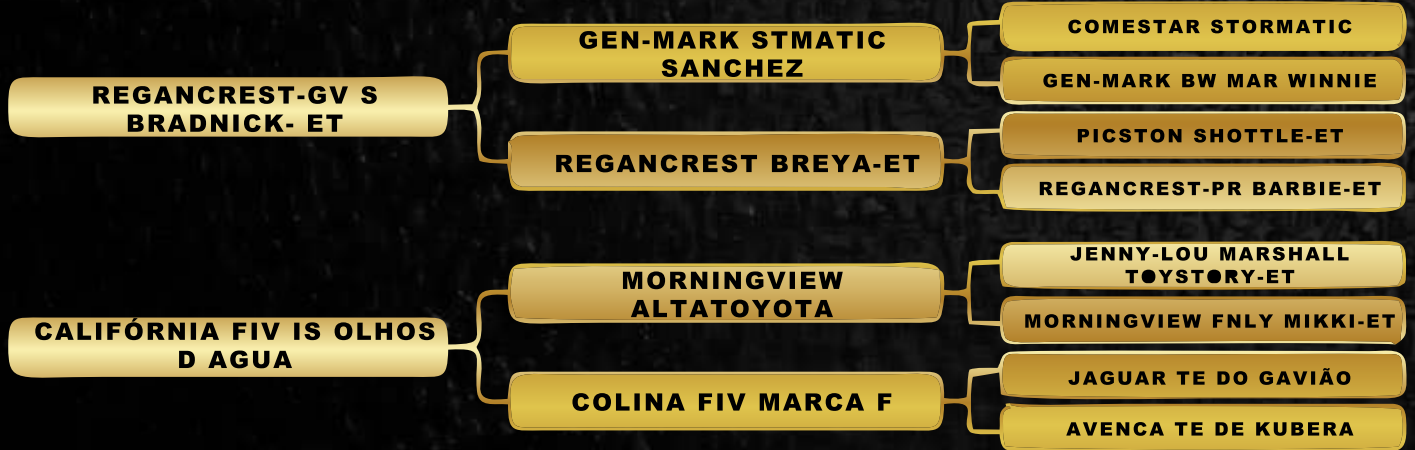 REGANCREST-GV S
BRADNICK- ET
GEN-MARK STMATIC
SANCHEZ
REGANCREST BREYA-ET
COMESTAR STORMATIC
GEN-MARK BW MAR WINNIE
PICSTON SHOTTLE-ET
REGANCREST-PR BARBIE-ET
CALIFÓRNIA FIV IS OLHOS
D AGUA
MORNINGVIEW
ALTATOYOTA
COLINA FIV MARCA F
JENNY-LOU MARSHALL
TOYSTORY-ET
MORNINGVIEW FNLY MIKKI-ET
JAGUAR TE DO GAVIÃO
AVENCA TE DE KUBERA